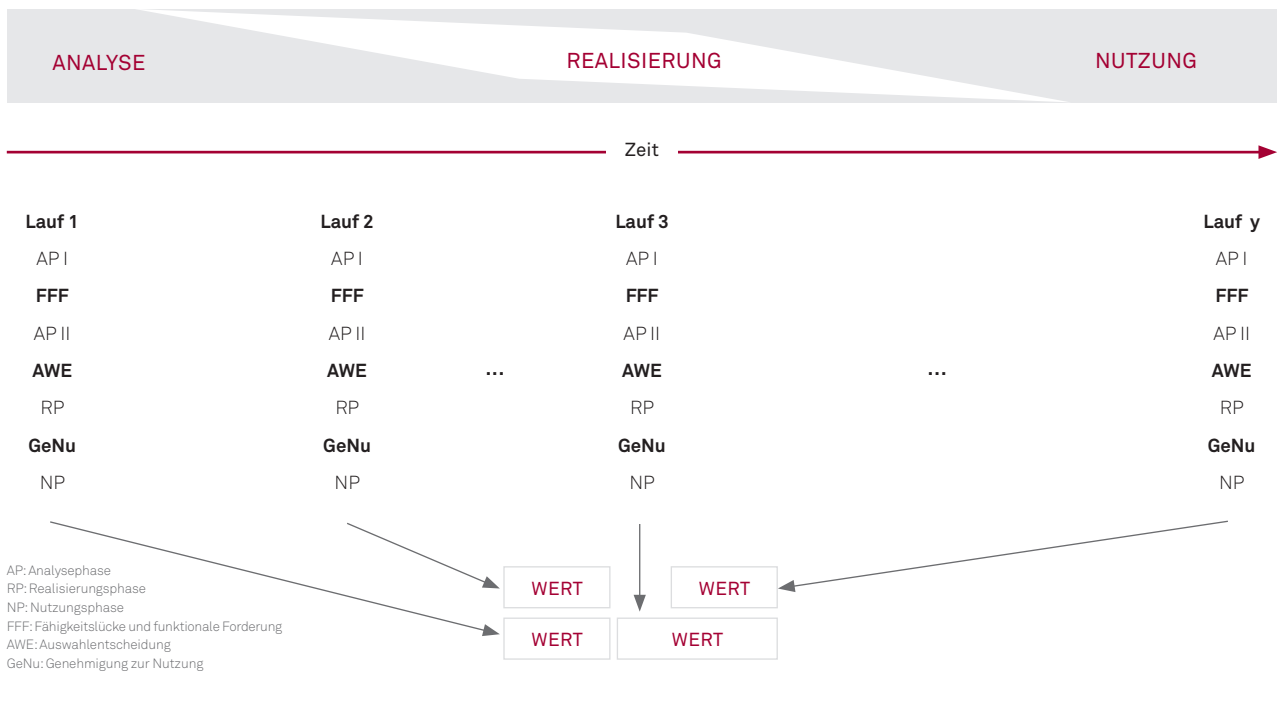 ANALYSE REALISIERUNG NUTZUNG
Zeit
Lauf 1 Lauf 2 Lauf 3 Lauf y
AP I AP I AP I AP I
FFF FFF FFF FFF
AP II AP II AP II AP II
AWE AWE ... AWE ... AWE
RP RP RP RP
GeNu GeNu GeNu GeNu
NP NP NP NP
WERT WERT
WERT WERT
AP: Analysephase
RP: Realisierungsphase
NP: Nutzungsphase
FFF: Fähigkeitslücke und funktionale Forderung
AWE: Auswahlentscheidung
GeNu: Genehmigung zur Nutzung